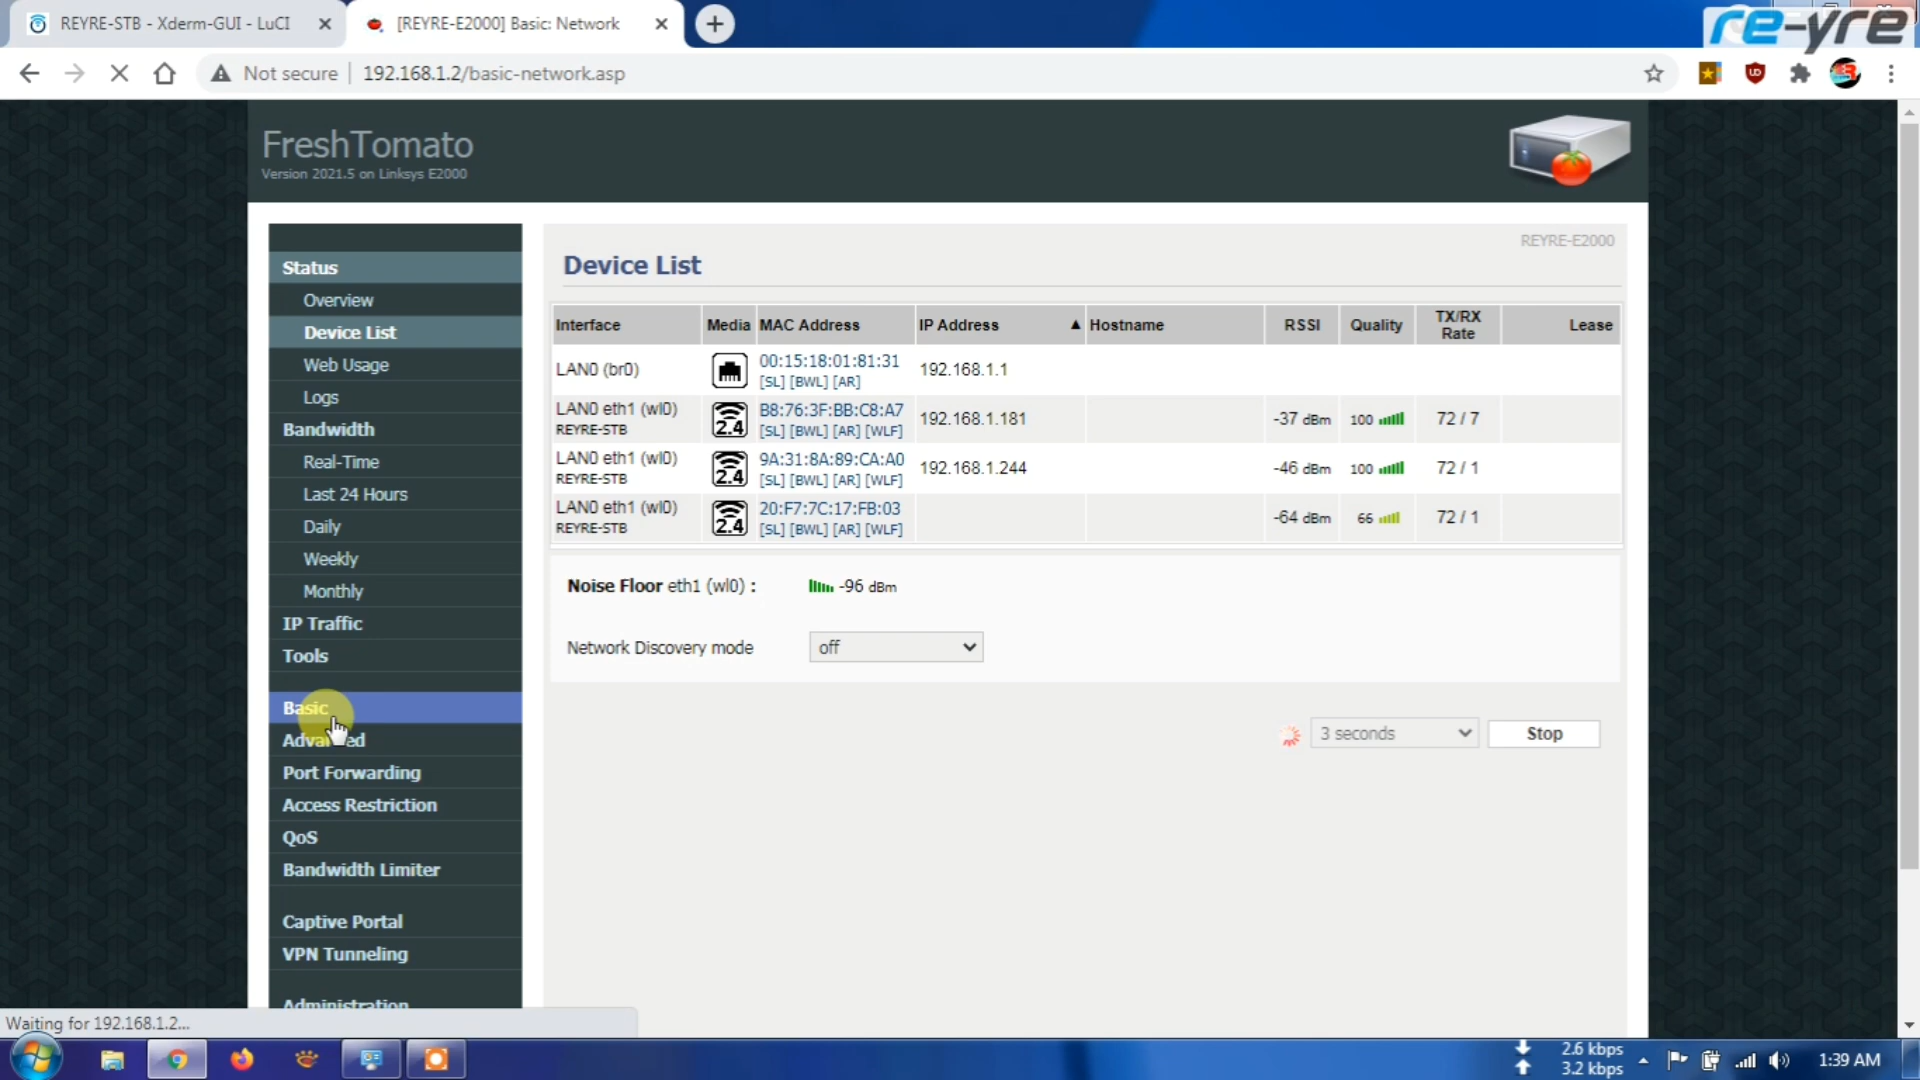 REYRE-STB - Xderm-GUI - LuCI
[REYRE-E2000] Basic: Network
re-yre
Not secure 192.168.1.2/basic-network.asp
FreshTomato
Version 2021.5 on Linksys E2000
REYRE-E2000
Status
Overview
Device List
Web Usage
Logs
Bandwidth
Real-Time
Last 24 Hours
Daily
Weekly
Monthly
IP Traffic
Tools
Basic
Advanced
Port Forwarding
Access Restriction
QoS
Bandwidth Limiter
Captive Portal
VPN Tunneling
Administration
Device List
Interface Media MAC Address IP Address Hostname RSSI Quality TX/RX Rate Lease
LAN0 (br0) 00:15:18:01:81:31 192.168.1.1
[SL] [BWL] [AR]
LAN0 eth1 (wl0) 2.4 B8:76:3F:BB:C8:A7 192.168.1.181 -37 dBm 100 72 / 7
REYRE-STB [SL] [BWL] [AR] [WLF]
LAN0 eth1 (wl0) 2.4 9A:31:8A:89:CA:A0 192.168.1.244 -46 dBm 100 72 / 1
REYRE-STB [SL] [BWL] [AR] [WLF]
LAN0 eth1 (wl0) 2.4 20:F7:7C:17:FB:03 -64 dBm 66 72 / 1
REYRE-STB [SL] [BWL] [AR] [WLF]
Noise Floor eth1 (wl0) : -96 dBm
Network Discovery mode off
3 seconds Stop
Waiting for 192.168.1.2...
2.6 kbps
3.2 kbps
1:39 AM